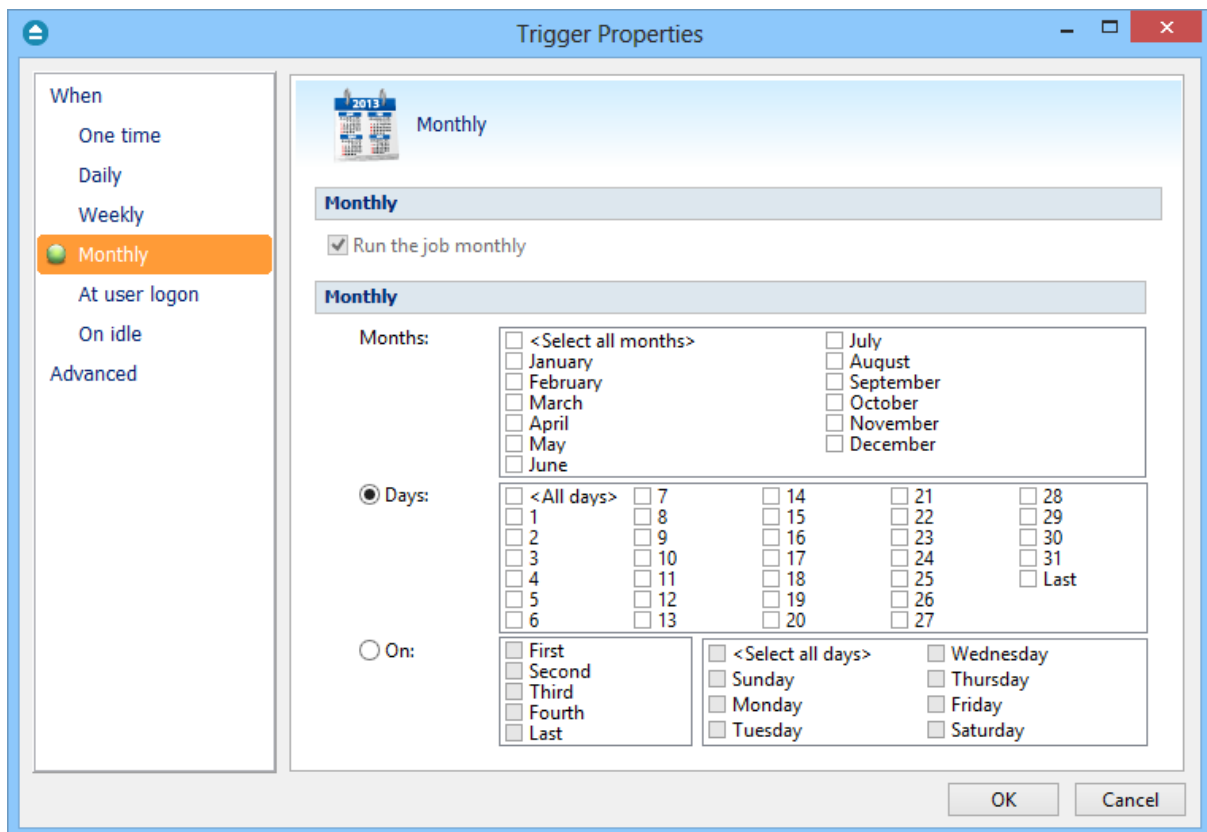 Trigger Properties
When
One time
Daily
Weekly
Monthly
At user logon
On idle
Advanced
2013
Monthly
Monthly
Run the job monthly
Monthly
Months:
<Select all months> July
January August
February September
March October
April November
May December
June
Days:
<All days> 7 14 21 28
1 8 15 22 29
2 9 16 23 30
3 10 17 24 31
4 11 18 25 Last
5 12 19 26
6 13 20 27
On:
First
Second
Third
Fourth
Last
<Select all days> Wednesday
Sunday Thursday
Monday Friday
Tuesday Saturday
OK Cancel